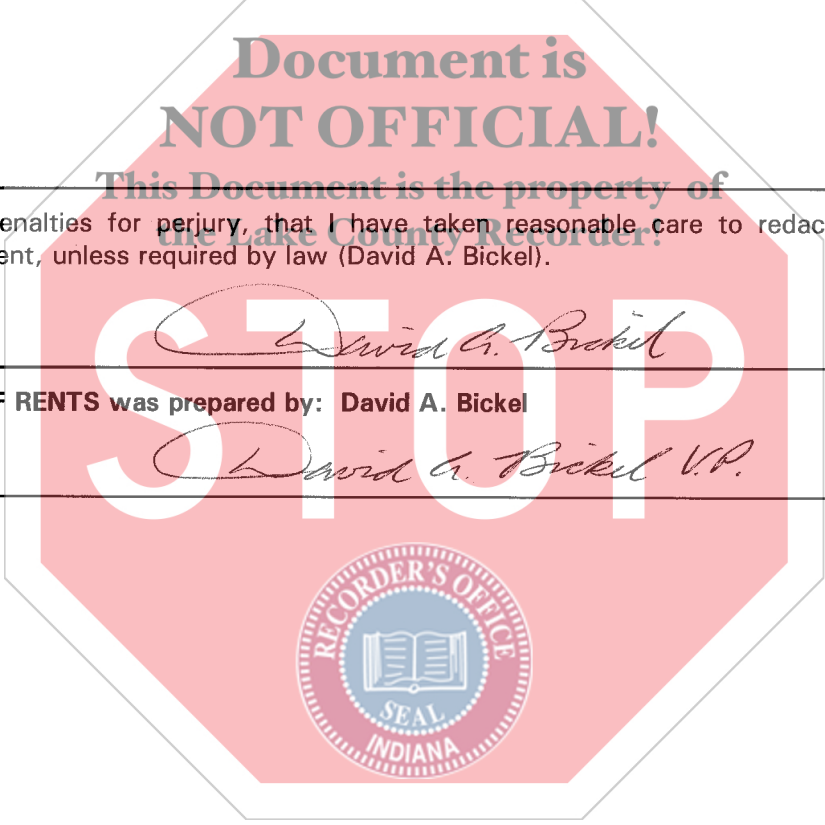 Document is
NOT OFFICIAL!
This Document is the property of
the Lake County Recorder!
enalties for perjury, that I have taken reasonable care to redac
ent, unless required by law (David A. Bickel).
David A. Bickel
RENTS was prepared by: David A. Bickel
David A. Bickel V.P.
STOP
RECORDER'S OFFICE
SEAL
INDIANA